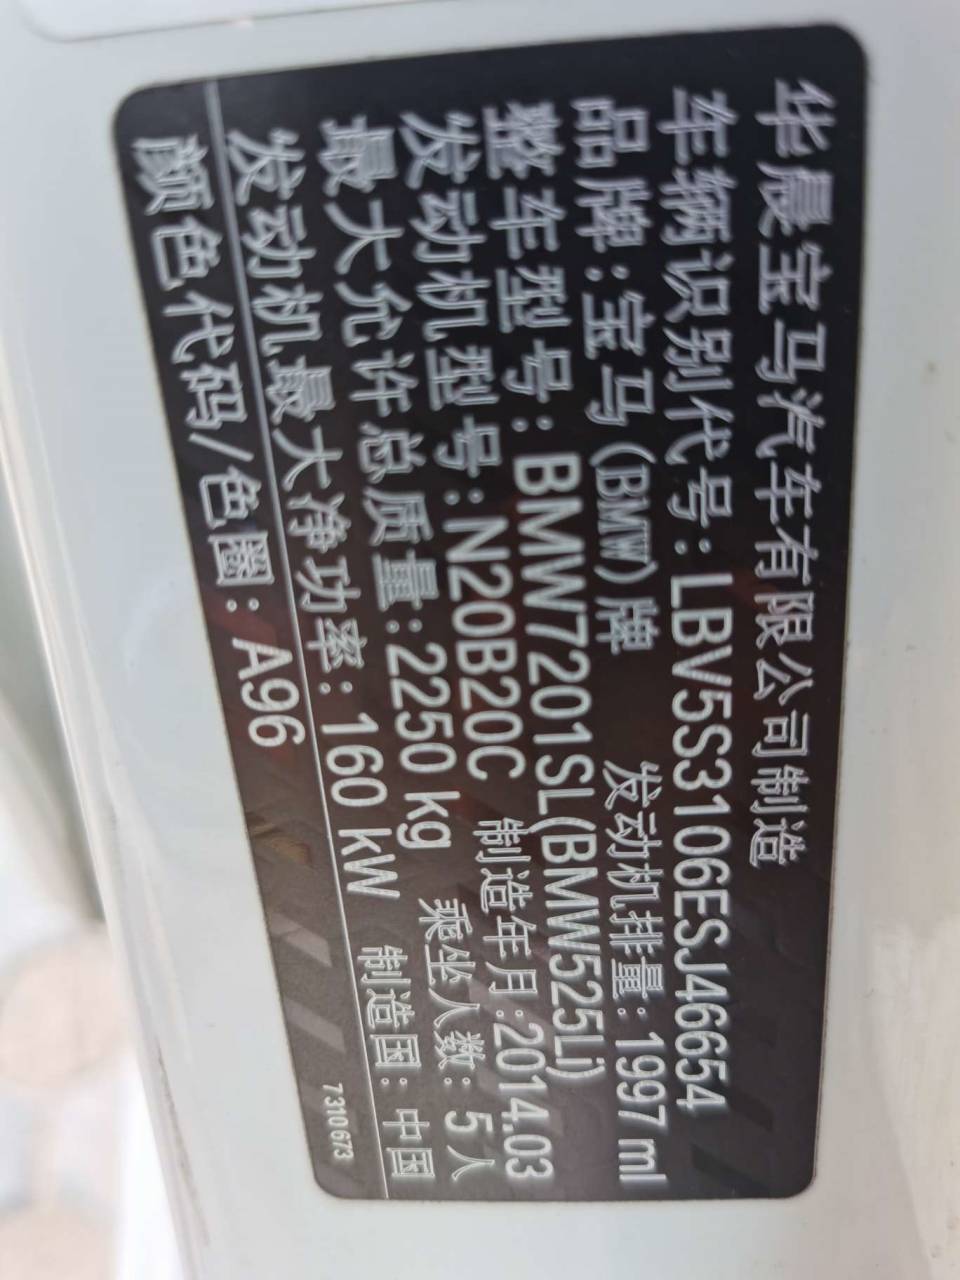 华晨宝马汽车有限公司制造
车辆识别代号:LBV5S3106ESJ46654
品牌:宝马(BMW)牌 发动机排量:1997 ml
整车型号:BMW7201SL(BMW525Li)
发动机型号:N20B20C 制造年月:2014.03
最大允许总质量:2250 kg 乘坐人数:5人
发动机最大净功率:160 kW 制造国:中国
颜色代码/色圈:A96 7310673